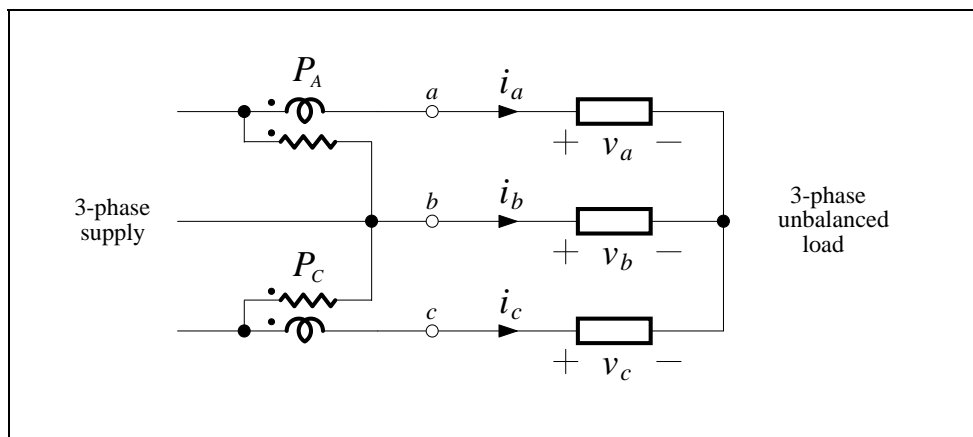 P_A
a
i_a
+ v_a −
3-phase
supply
b
i_b
+ v_b −
3-phase
unbalanced
load
P_C
c
i_c
+ v_c −